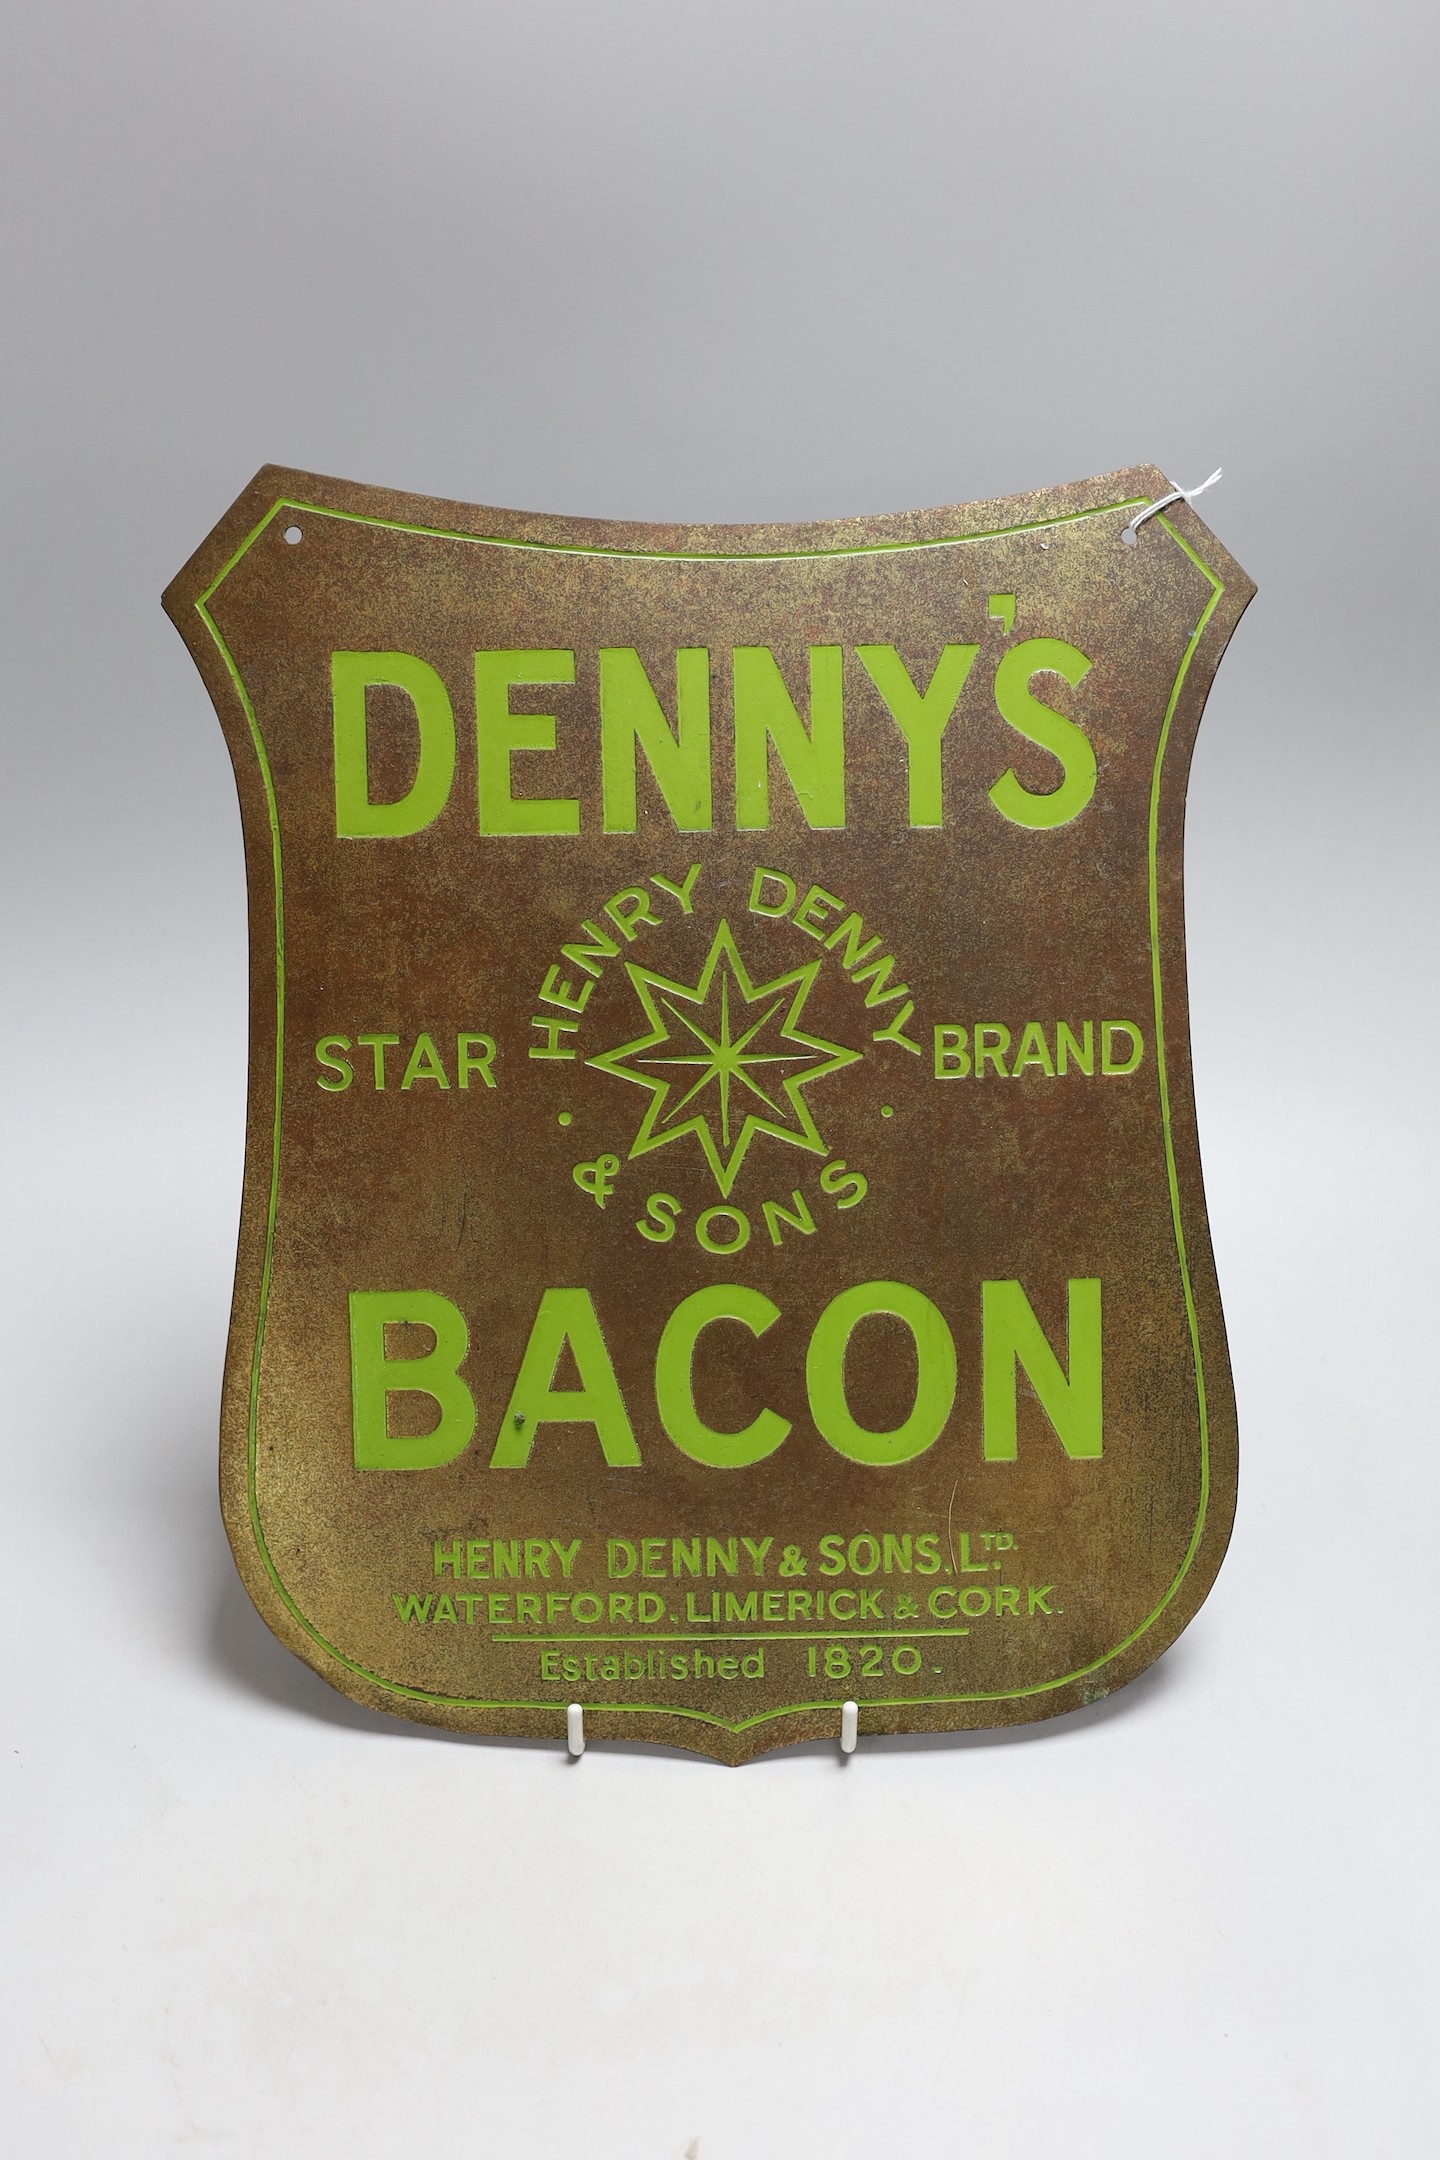 DENNY'S
HENRY DENNY
STAR BRAND
& SONS
BACON
HENRY DENNY & SONS, LTD.
WATERFORD, LIMERICK & CORK.
Established 1820.